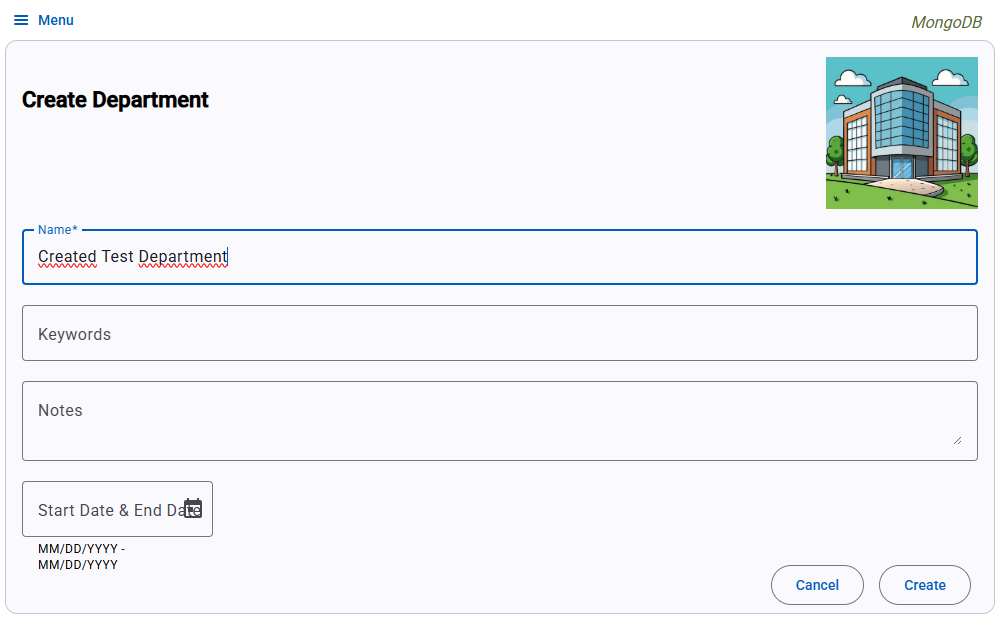 Menu
MongoDB
Create Department
Name*
Created Test Department
Keywords
Notes
Start Date & End Date
MM/DD/YYYY -
MM/DD/YYYY
Cancel
Create